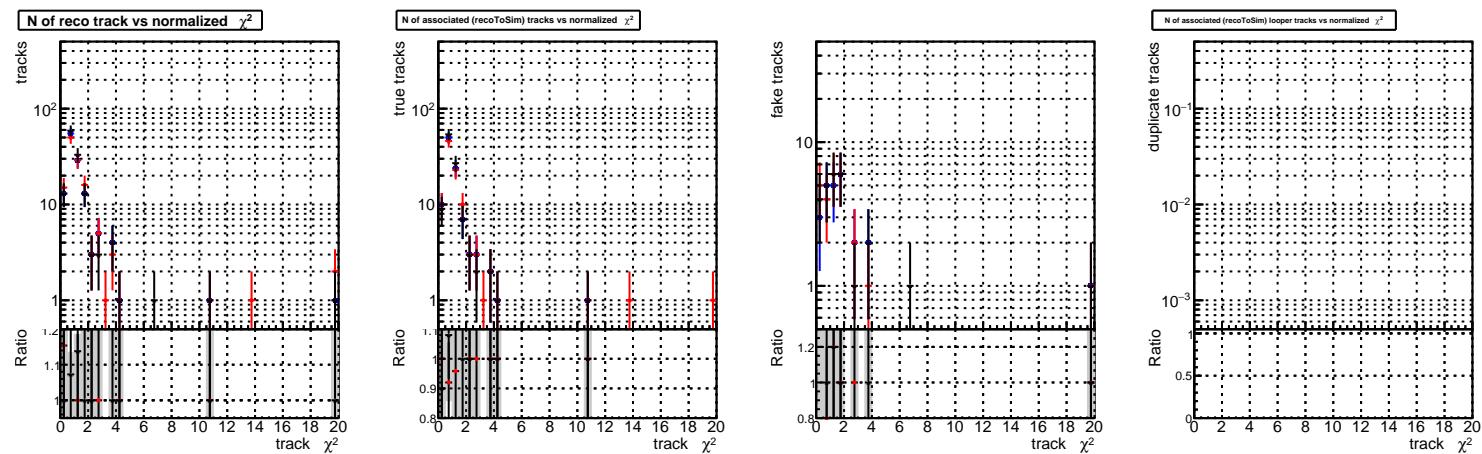 N of reco track vs normalized χ²
tracks
10²
10
1
Ratio
1.2
1.1
1
0 2 4 6 8 10 12 14 16 18 20
track χ²
N of associated (recoToSim) tracks vs normalized χ²
true tracks
10²
10
1
Ratio
1.1
1
0.9
0.8
0 2 4 6 8 10 12 14 16 18 20
track χ²
fake tracks
10
1
Ratio
1.2
1
0.8
0 2 4 6 8 10 12 14 16 18 20
track χ²
N of associated (recoToSim) looper tracks vs normalized χ²
duplicate tracks
10⁻¹
10⁻²
10⁻³
Ratio
0.5
0
0 2 4 6 8 10 12 14 16 18 20
track χ²